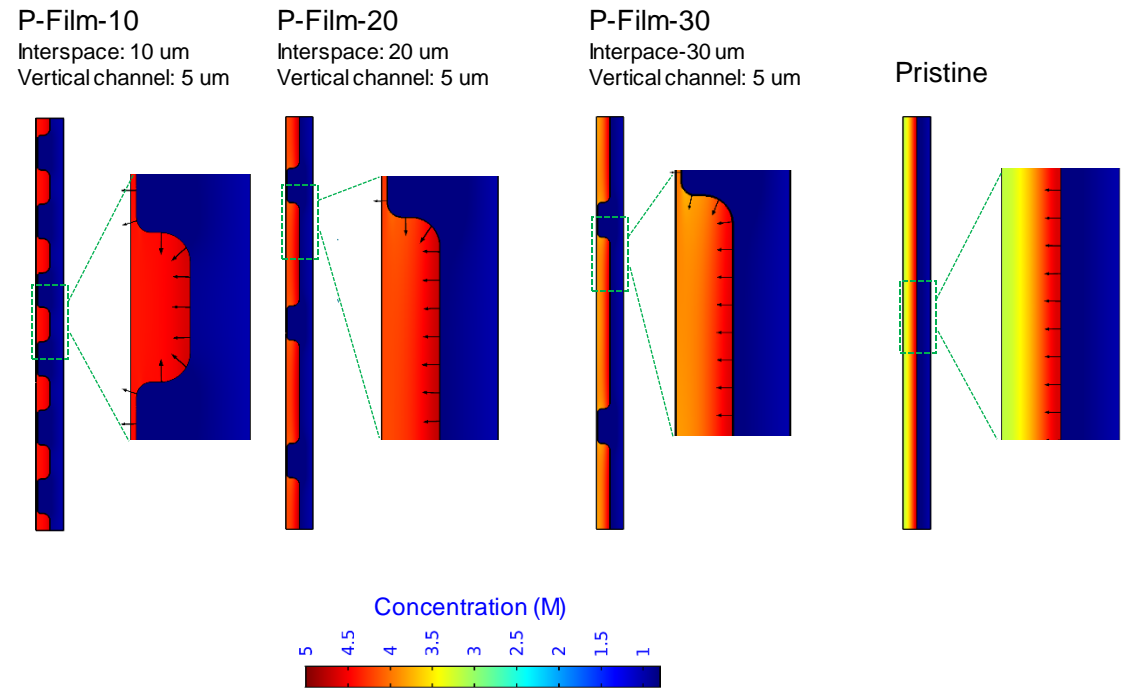 P-Film-10
Interspace: 10 um
Vertical channel: 5 um
P-Film-20
Interspace: 20 um
Vertical channel: 5 um
P-Film-30
Interpace-30 um
Vertical channel: 5 um
Pristine
Concentration (M)
5 4.5 4 3.5 3 2.5 2 1.5 1